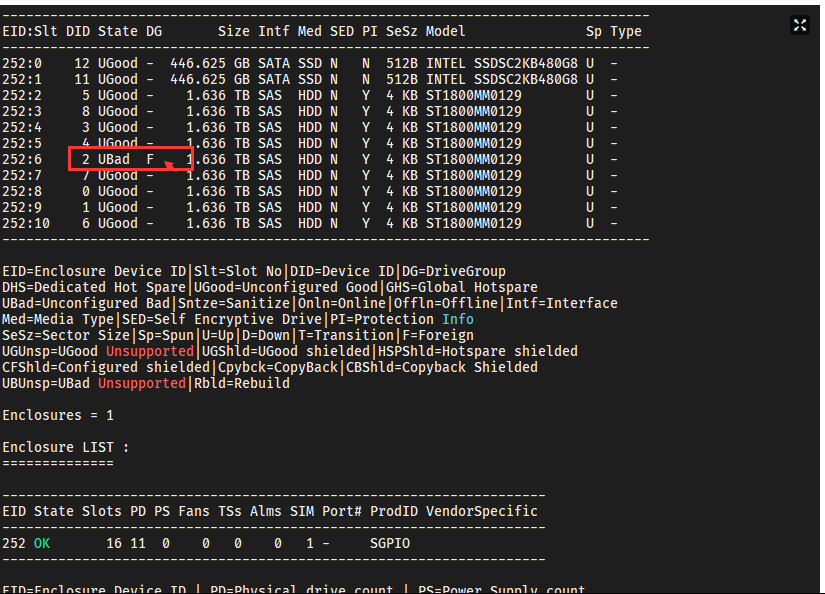 ---------------------------------------------------------------------------------
EID:Slt DID State DG       Size Intf Med SED PI SeSz Model               Sp Type
---------------------------------------------------------------------------------
252:0    12 UGood -  446.625 GB SATA SSD N   N  512B INTEL SSDSC2KB480G8 U  -
252:1    11 UGood -  446.625 GB SATA SSD N   N  512B INTEL SSDSC2KB480G8 U  -
252:2     5 UGood -    1.636 TB SAS  HDD N   Y  4 KB ST1800MM0129        U  -
252:3     8 UGood -    1.636 TB SAS  HDD N   Y  4 KB ST1800MM0129        U  -
252:4     3 UGood -    1.636 TB SAS  HDD N   Y  4 KB ST1800MM0129        U  -
252:5     4 UGood -    1.636 TB SAS  HDD N   Y  4 KB ST1800MM0129        U  -
252:6     2 UBad  F    1.636 TB SAS  HDD N   Y  4 KB ST1800MM0129        U  -
252:7     7 UGood -    1.636 TB SAS  HDD N   Y  4 KB ST1800MM0129        U  -
252:8     0 UGood -    1.636 TB SAS  HDD N   Y  4 KB ST1800MM0129        U  -
252:9     1 UGood -    1.636 TB SAS  HDD N   Y  4 KB ST1800MM0129        U  -
252:10    6 UGood -    1.636 TB SAS  HDD N   Y  4 KB ST1800MM0129        U  -
---------------------------------------------------------------------------------
EID=Enclosure Device ID|Slt=Slot No|DID=Device ID|DG=DriveGroup
DHS=Dedicated Hot Spare|UGood=Unconfigured Good|GHS=Global Hotspare
UBad=Unconfigured Bad|Sntze=Sanitize|Onln=Online|Offln=Offline|Intf=Interface
Med=Media Type|SED=Self Encryptive Drive|PI=Protection Info
SeSz=Sector Size|Sp=Spun|U=Up|D=Down|T=Transition|F=Foreign
UGUnsp=UGood Unsupported|UGShld=UGood shielded|HSPShld=Hotspare shielded
CFShld=Configured shielded|Cpybck=CopyBack|CBShld=Copyback Shielded
UBUnsp=UBad Unsupported|Rbld=Rebuild
Enclosures = 1
Enclosure LIST :
==============
--------------------------------------------------------------------
EID State Slots PD PS Fans TSs Alms SIM Port# ProdID VendorSpecific
--------------------------------------------------------------------
252 OK       16 11  0    0   0    0   1 -     SGPIO
--------------------------------------------------------------------
EID=Enclosure Device ID | PD=Physical drive count | PS=Power Supply count